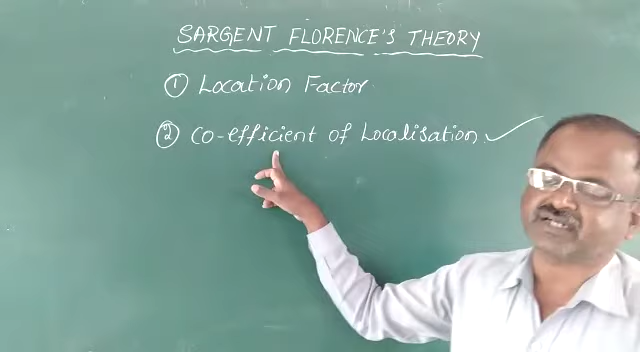 SARGENT FLORENCE'S THEORY
① Location Factor
② Co-efficient of Localisation ✓